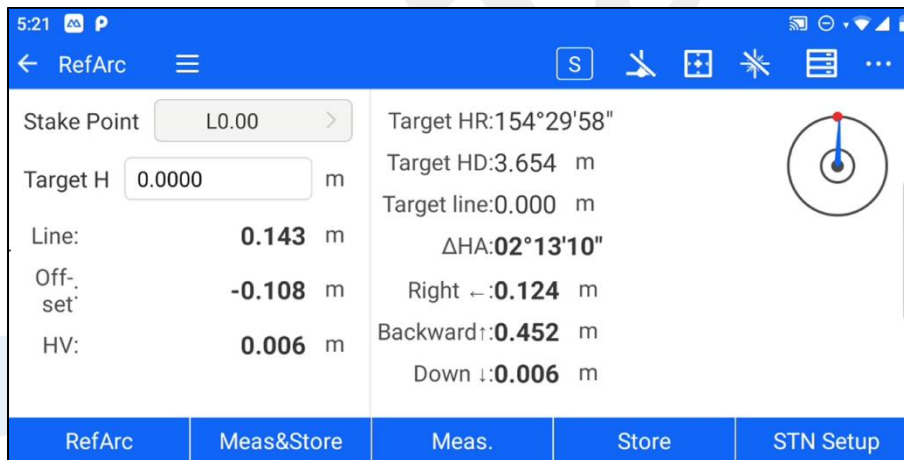 5:21
RefArc
S
Stake Point L0.00 >
Target H 0.0000 m
Line: 0.143 m
Off-set: -0.108 m
HV: 0.006 m
Target HR:154°29'58"
Target HD:3.654 m
Target line:0.000 m
ΔHA:02°13'10"
Right ←:0.124 m
Backward↑:0.452 m
Down ↓:0.006 m
RefArc Meas&Store Meas. Store STN Setup